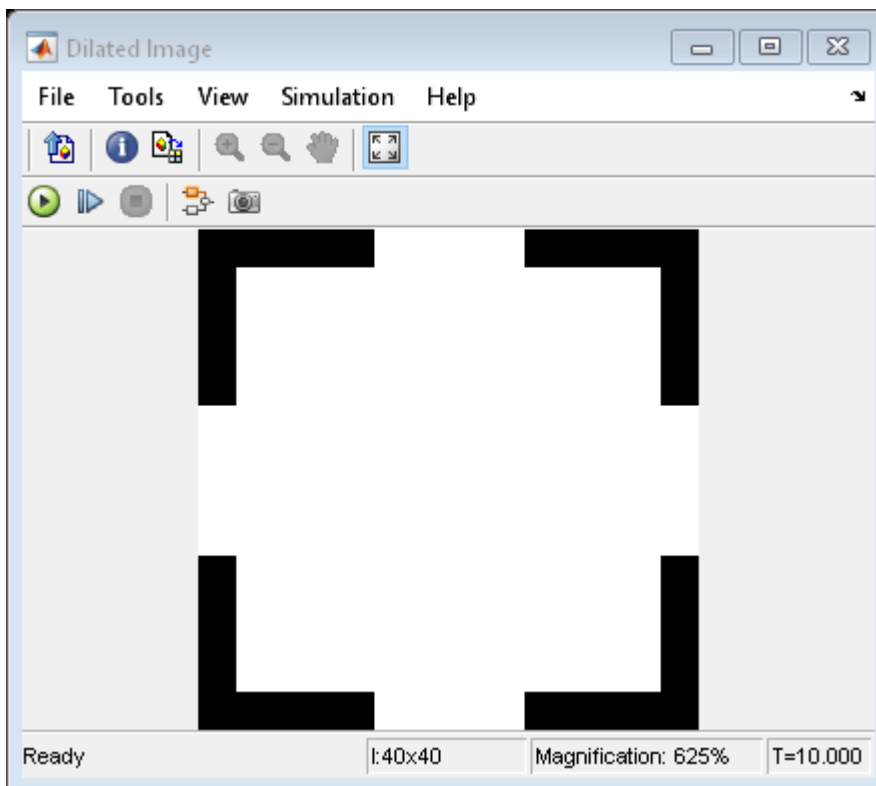 Dilated Image
File Tools View Simulation Help
Ready I:40x40 Magnification: 625% T=10.000